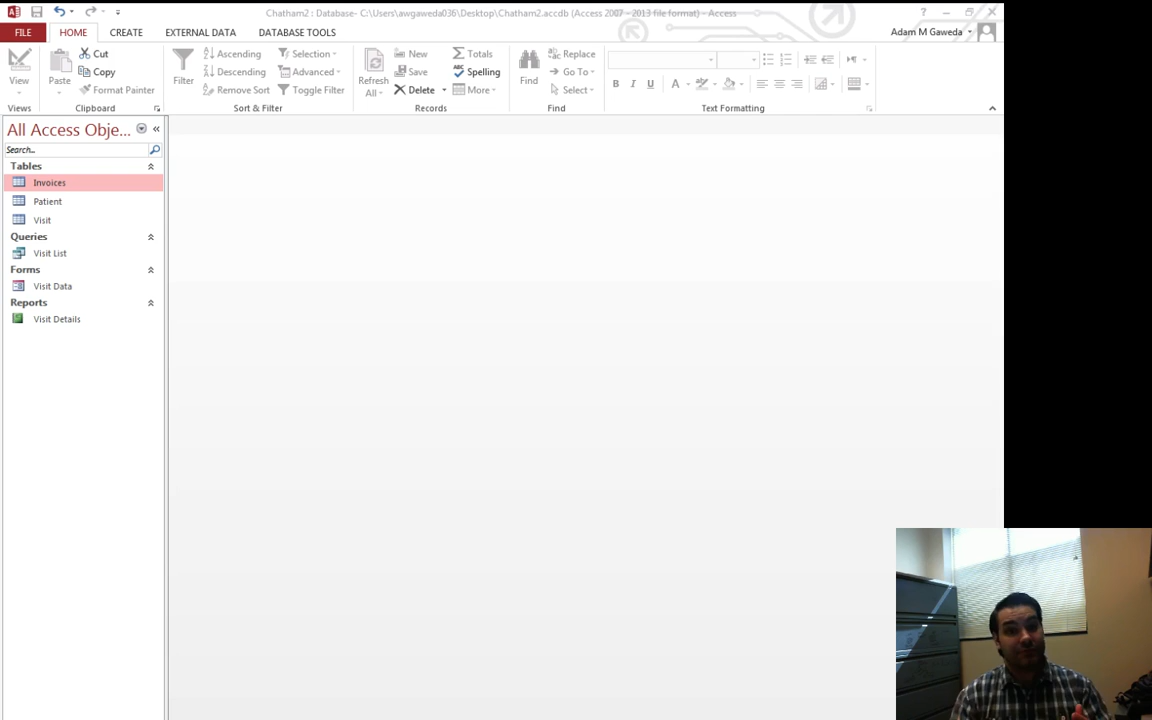 Chatham2 : Database- C:\Users\awgaweda036\Desktop\Chatham2.accdb (Access 2007 - 2013 file format) - Access
FILE HOME CREATE EXTERNAL DATA DATABASE TOOLS Adam M Gaweda
View
Views
Paste
Cut
Copy
Format Painter
Clipboard
Filter
Ascending
Descending
Remove Sort
Selection
Advanced
Toggle Filter
Sort & Filter
Refresh
All
New
Save
Delete
Totals
Spelling
More
Records
Find
Replace
Go To
Select
Find
B I U A
Text Formatting
All Access Obje...
Search...
Tables
Invoices
Patient
Visit
Queries
Visit List
Forms
Visit Data
Reports
Visit Details